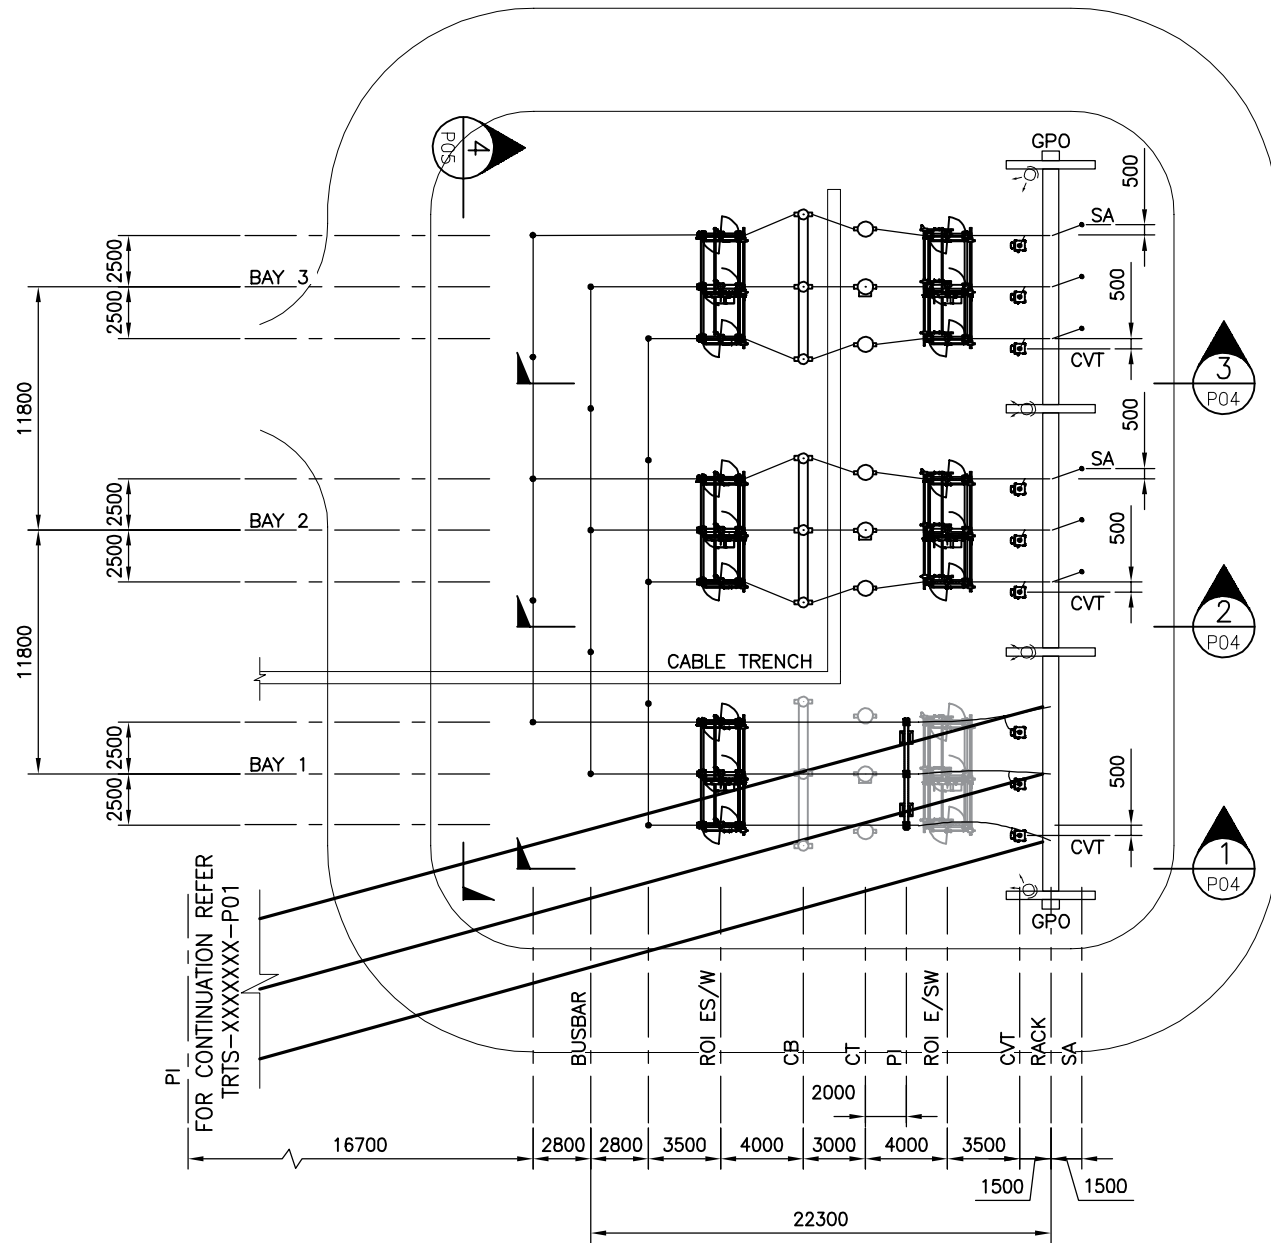 GPO
4
P05
500
SA
2500
BAY 3
500
2500
CVT
3
P04
11800
500
SA
2500
BAY 2
500
2500
CVT
2
P04
11800
CABLE TRENCH
2500
BAY 1
500
2500
CVT
1
P04
GPO
PI
FOR CONTINUATION REFER
TRTS-XXXXXXX-P01
BUSBAR
ROI ES/W
CB
CT
PI
ROI E/SW
CVT
RACK
SA
2000
16700
2800
2800
3500
4000
3000
4000
3500
1500
1500
22300